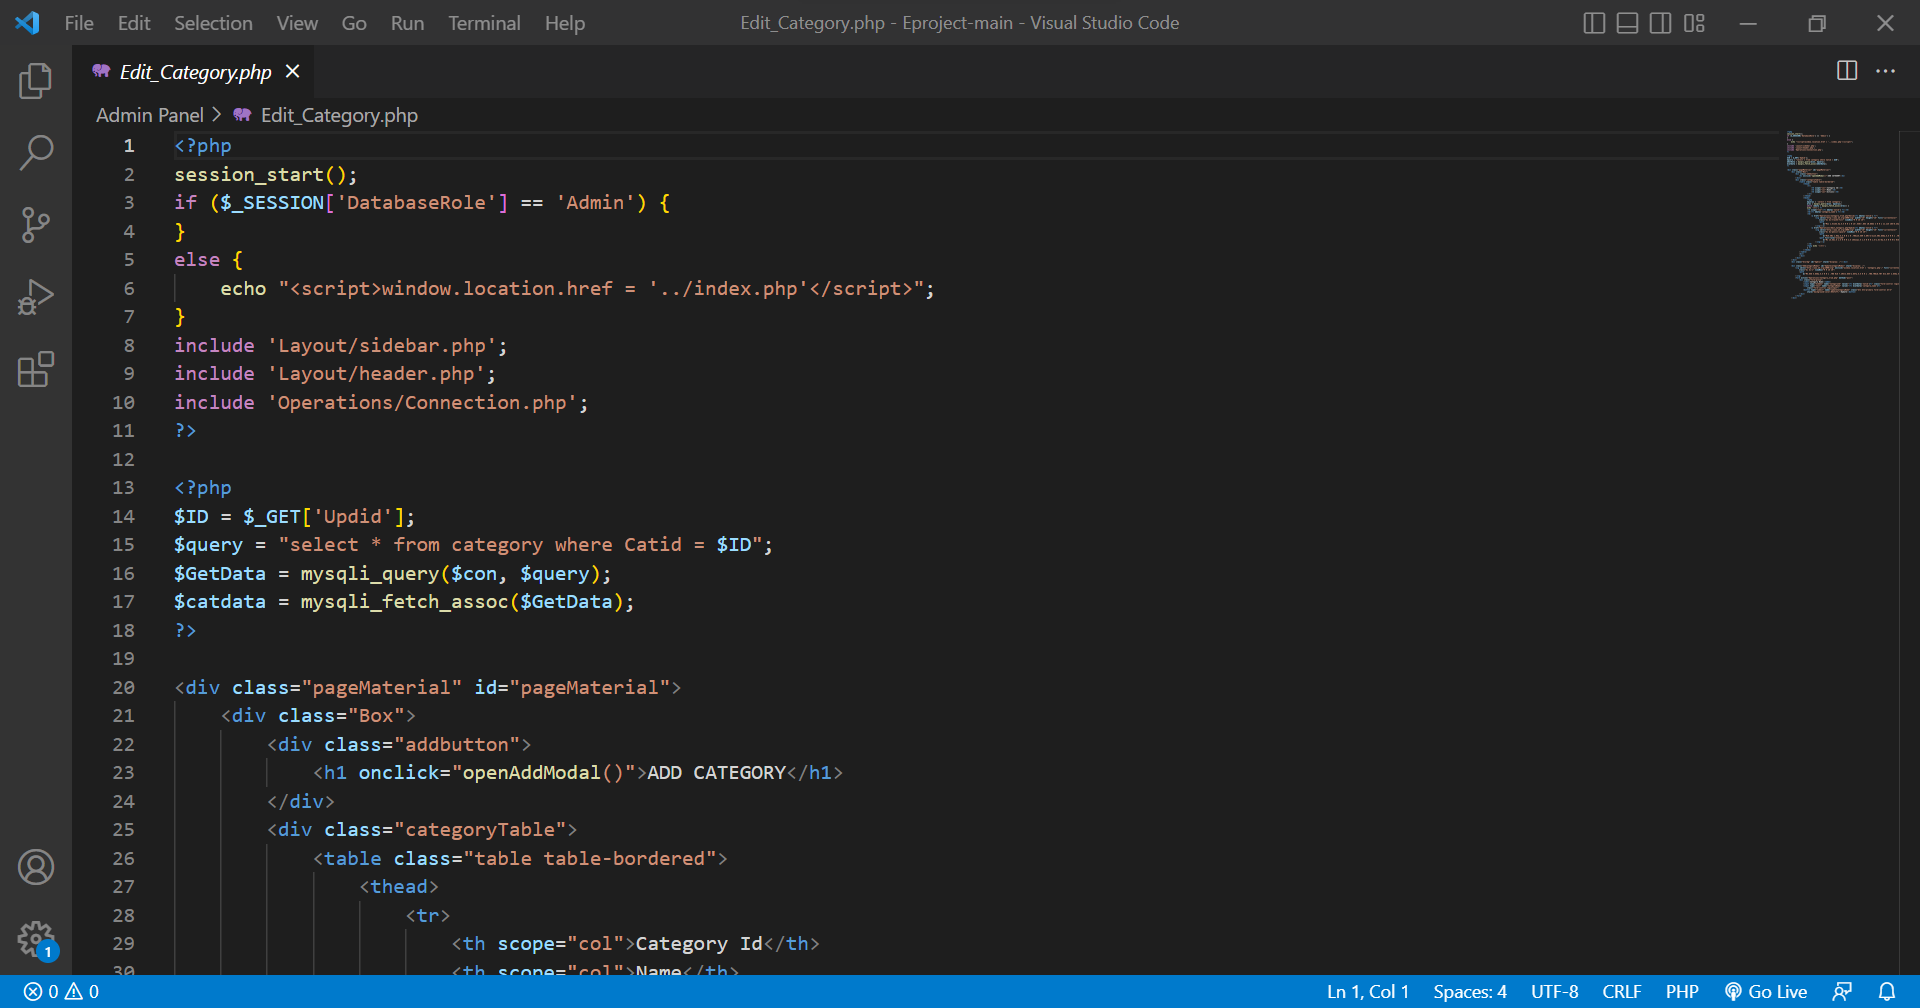 File Edit Selection View Go Run Terminal Help Edit_Category.php - Eproject-main - Visual Studio Code
Edit_Category.php
Admin Panel > Edit_Category.php
1 <?php
2 session_start();
3 if ($_SESSION['DatabaseRole'] == 'Admin') {
4 }
5 else {
6     echo "<script>window.location.href = '../index.php'</script>";
7 }
8 include 'Layout/sidebar.php';
9 include 'Layout/header.php';
10 include 'Operations/Connection.php';
11 ?>
12
13 <?php
14 $ID = $_GET['Updid'];
15 $query = "select * from category where Catid = $ID";
16 $GetData = mysqli_query($con, $query);
17 $catdata = mysqli_fetch_assoc($GetData);
18 ?>
19
20 <div class="pageMaterial" id="pageMaterial">
21     <div class="Box">
22         <div class="addbutton">
23             <h1 onclick="openAddModal()">ADD CATEGORY</h1>
24         </div>
25         <div class="categoryTable">
26             <table class="table table-bordered">
27                 <thead>
28                     <tr>
29                         <th scope="col">Category Id</th>
30                         <th scope="col">Name</th>
1
0 0 Ln 1, Col 1 Spaces: 4 UTF-8 CRLF PHP Go Live